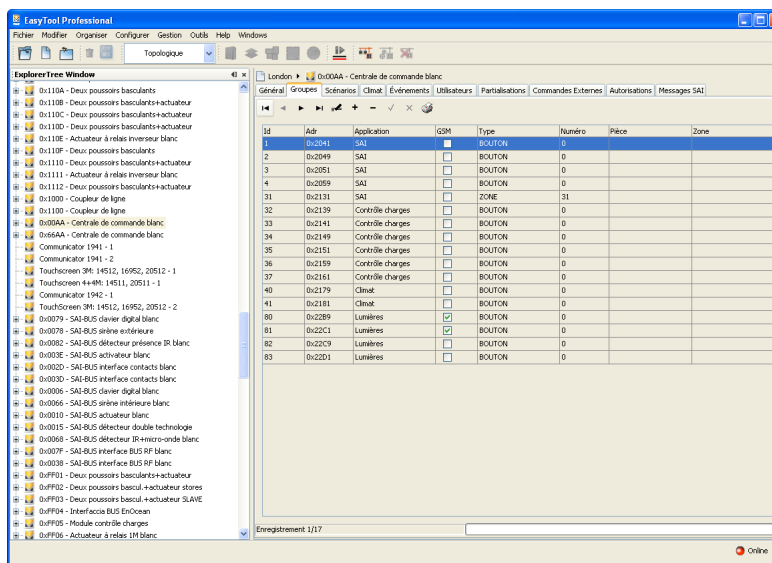 EasyTool Professional
Fichier Modifier Organiser Configurer Gestion Outils Help Windows
Topologique
ExplorerTree Window
0x110A - Deux poussoirs basculants
0x110B - Deux poussoirs basculants+actuateur
0x110C - Deux poussoirs basculants+actuateur
0x110D - Deux poussoirs basculants+actuateur
0x110E - Actuateur à relais inverseur blanc
0x110F - Deux poussoirs basculants
0x1110 - Deux poussoirs basculants+actuateur
0x1111 - Actuateur à relais inverseur blanc
0x1112 - Deux poussoirs basculants+actuateur
0x1000 - Coupleur de ligne
0x1100 - Coupleur de ligne
0x00AA - Centrale de commande blanc
0x66AA - Centrale de commande blanc
Communicator 1941 - 1
Communicator 1941 - 2
Touchscreen 3M: 14512, 16952, 20512 - 1
Touchscreen 4+4M: 14511, 20511 - 1
Communicator 1942 - 1
TouchScreen 3M: 14512, 16952, 20512 - 2
0x0079 - SAI-BUS clavier digital blanc
0x0078 - SAI-BUS sirène extérieure
0x0082 - SAI-BUS détecteur présence IR blanc
0x003E - SAI-BUS activateur blanc
0x002D - SAI-BUS interface contacts blanc
0x003D - SAI-BUS interface contacts blanc
0x0006 - SAI-BUS clavier digital blanc
0x0066 - SAI-BUS sirène intérieure blanc
0x0010 - SAI-BUS actuateur blanc
0x0015 - SAI-BUS détecteur double technologie
0x0068 - SAI-BUS détecteur IR+micro-onde blanc
0x007F - SAI-BUS interface BUS RF blanc
0x0038 - SAI-BUS interface BUS RF blanc
0xFF01 - Deux poussoirs basculants+actuateur
0xFF02 - Deux poussoirs bascul.+actuateur stores
0xFF03 - Deux poussoirs bascul.+actuateur SLAVE
0xFF04 - Interfaccia BUS EnOcean
0xFF05 - Module contrôle charges
0xFF06 - Actuateur à relais 1M blanc
London 0x00AA - Centrale de commande blanc
Général Groupes Scénarios Climat Événements Utilisateurs Partialisations Commandes Externes Autorisations Messages SAI
Id Adr Application GSM Type Numéro Pièce Zone
1 0x2041 SAI BOUTON 0
2 0x2049 SAI BOUTON 0
3 0x2051 SAI BOUTON 0
4 0x2059 SAI BOUTON 0
31 0x2131 SAI ZONE 31
32 0x2139 Contrôle charges BOUTON 0
33 0x2141 Contrôle charges BOUTON 0
34 0x2149 Contrôle charges BOUTON 0
35 0x2151 Contrôle charges BOUTON 0
36 0x2159 Contrôle charges BOUTON 0
37 0x2161 Contrôle charges BOUTON 0
40 0x2179 Climat BOUTON 0
41 0x2181 Climat BOUTON 0
80 0x22B9 Lumières BOUTON 0
81 0x22C1 Lumières BOUTON 0
82 0x22C9 Lumières BOUTON 0
83 0x22D1 Lumières BOUTON 0
Enregistrement 1/17
Online